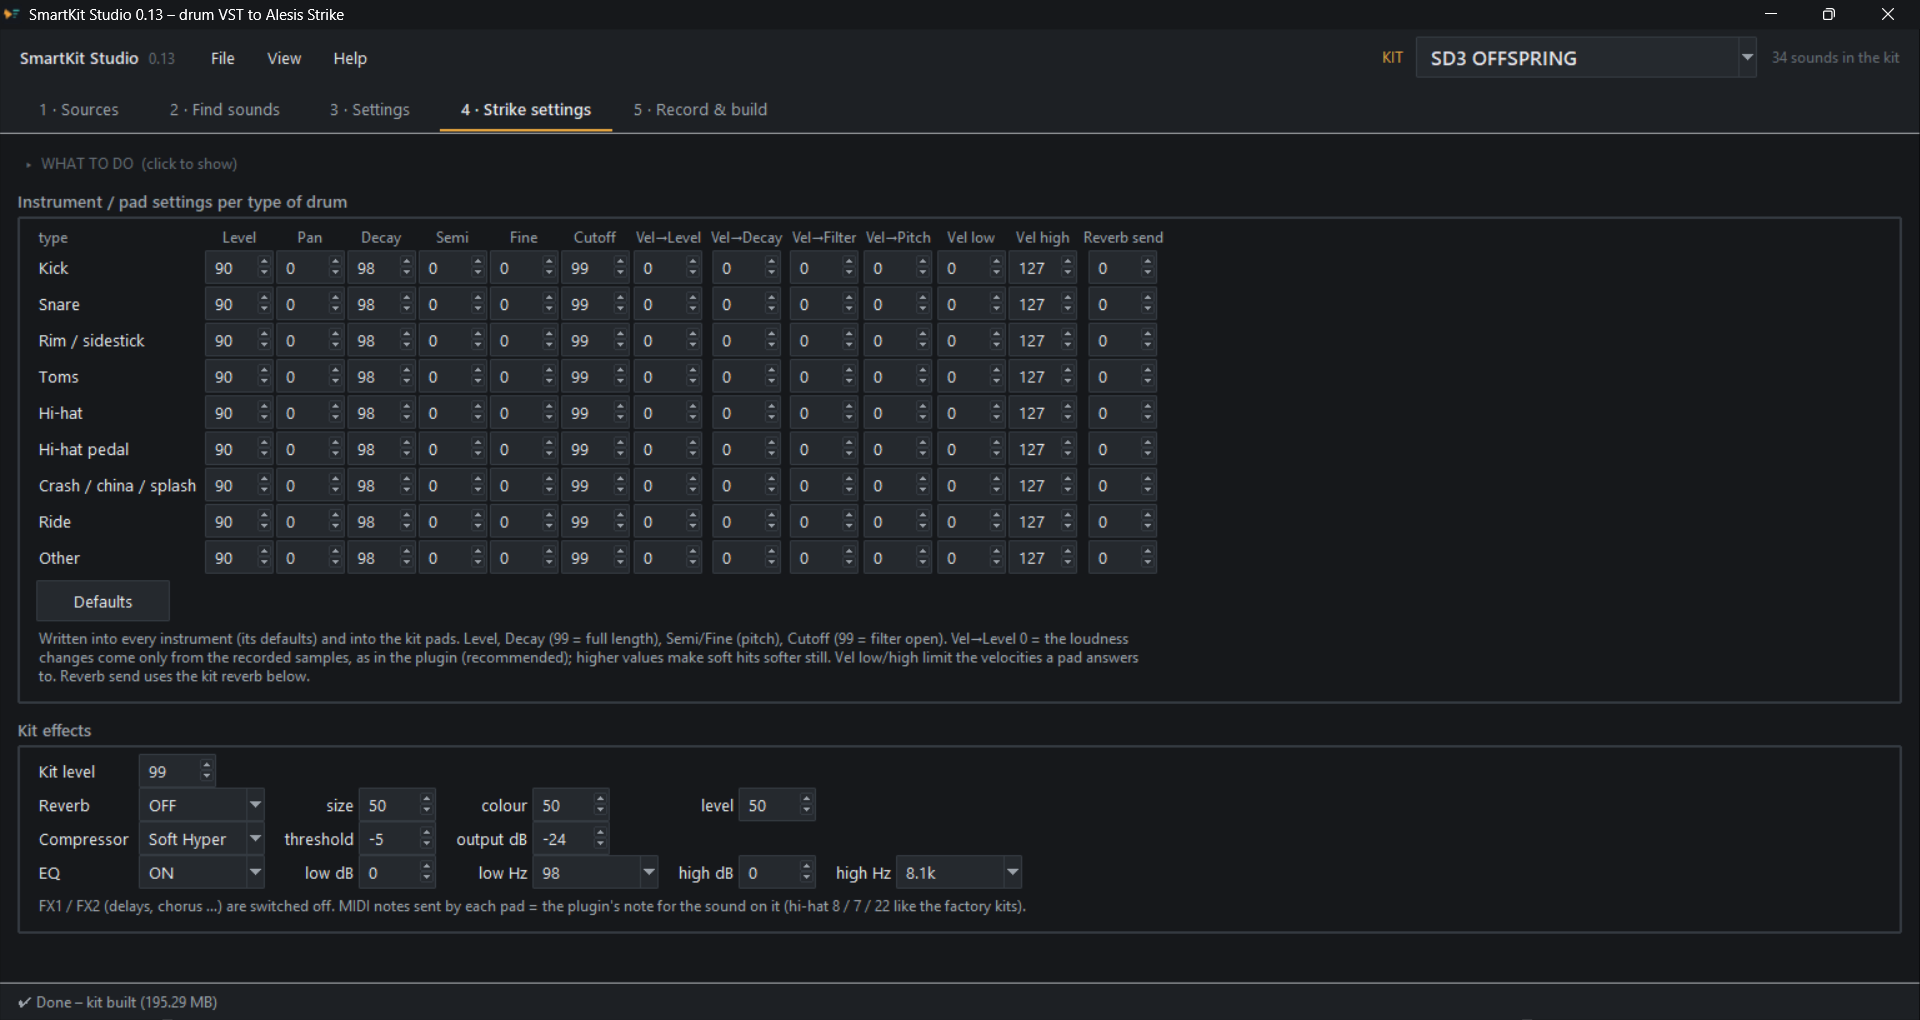 SmartKit Studio 0.13 – drum VST to Alesis Strike
SmartKit Studio 0.13 File View Help KIT SD3 OFFSPRING 34 sounds in the kit
1 · Sources 2 · Find sounds 3 · Settings 4 · Strike settings 5 · Record & build
▸ WHAT TO DO (click to show)
Instrument / pad settings per type of drum
type Level Pan Decay Semi Fine Cutoff Vel→Level Vel→Decay Vel→Filter Vel→Pitch Vel low Vel high Reverb send
Kick 90 0 98 0 0 99 0 0 0 0 0 127 0
Snare 90 0 98 0 0 99 0 0 0 0 0 127 0
Rim / sidestick 90 0 98 0 0 99 0 0 0 0 0 127 0
Toms 90 0 98 0 0 99 0 0 0 0 0 127 0
Hi-hat 90 0 98 0 0 99 0 0 0 0 0 127 0
Hi-hat pedal 90 0 98 0 0 99 0 0 0 0 0 127 0
Crash / china / splash 90 0 98 0 0 99 0 0 0 0 0 127 0
Ride 90 0 98 0 0 99 0 0 0 0 0 127 0
Other 90 0 98 0 0 99 0 0 0 0 0 127 0
Defaults
Written into every instrument (its defaults) and into the kit pads. Level, Decay (99 = full length), Semi/Fine (pitch), Cutoff (99 = filter open). Vel→Level 0 = the loudness
changes come only from the recorded samples, as in the plugin (recommended); higher values make soft hits softer still. Vel low/high limit the velocities a pad answers
to. Reverb send uses the kit reverb below.
Kit effects
Kit level 99
Reverb OFF size 50 colour 50 level 50
Compressor Soft Hyper threshold -5 output dB -24
EQ ON low dB 0 low Hz 98 high dB 0 high Hz 8.1k
FX1 / FX2 (delays, chorus ...) are switched off. MIDI notes sent by each pad = the plugin's note for the sound on it (hi-hat 8 / 7 / 22 like the factory kits).
✔ Done – kit built (195.29 MB)